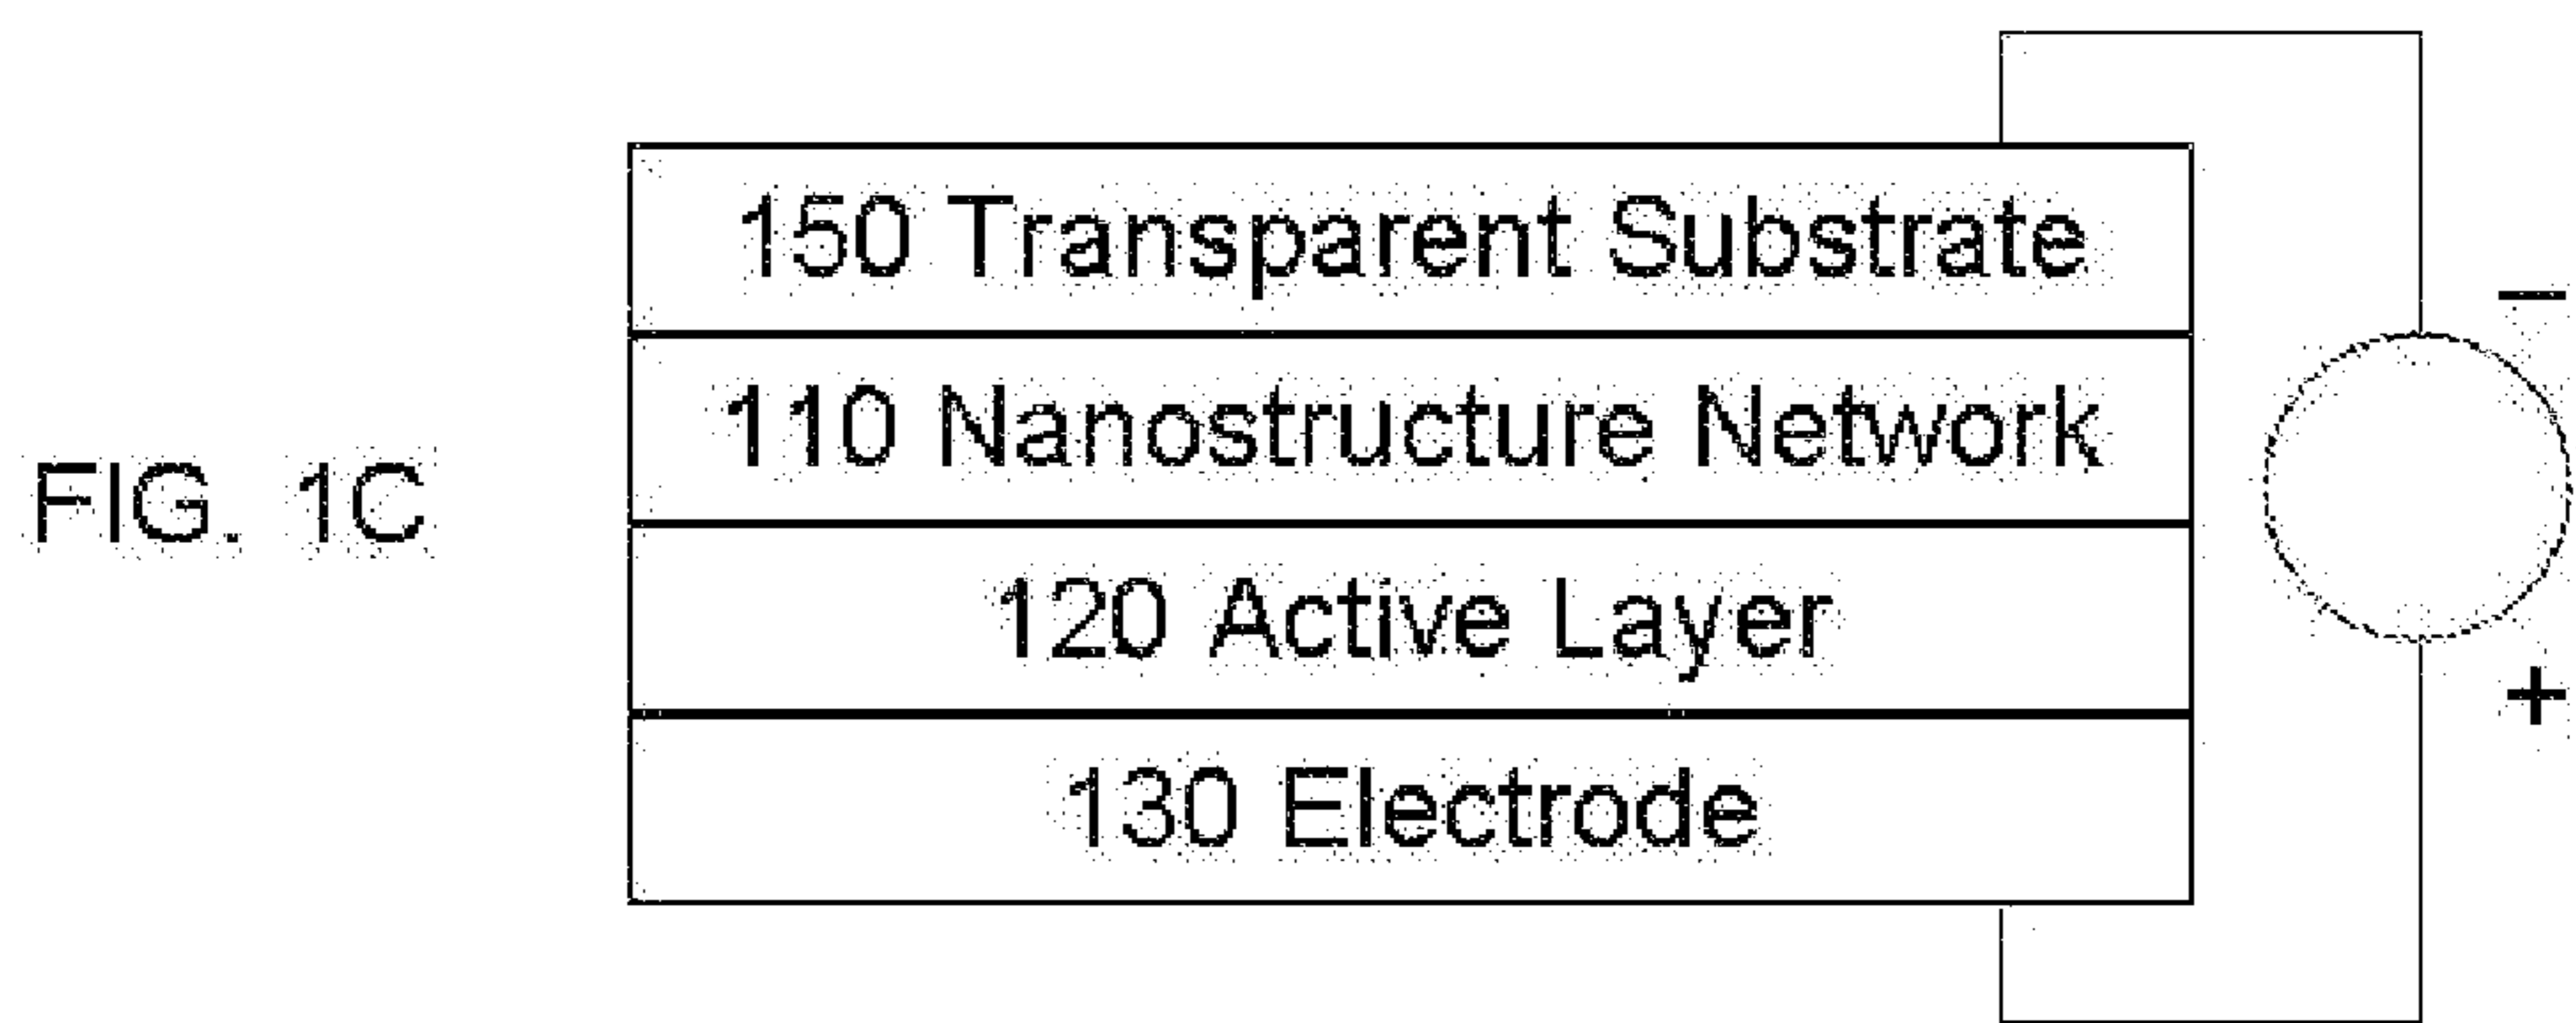 150 Transparent Substrate
110 Nanostructure Network
FIG. 1C
120 Active Layer
130 Electrode
–
+